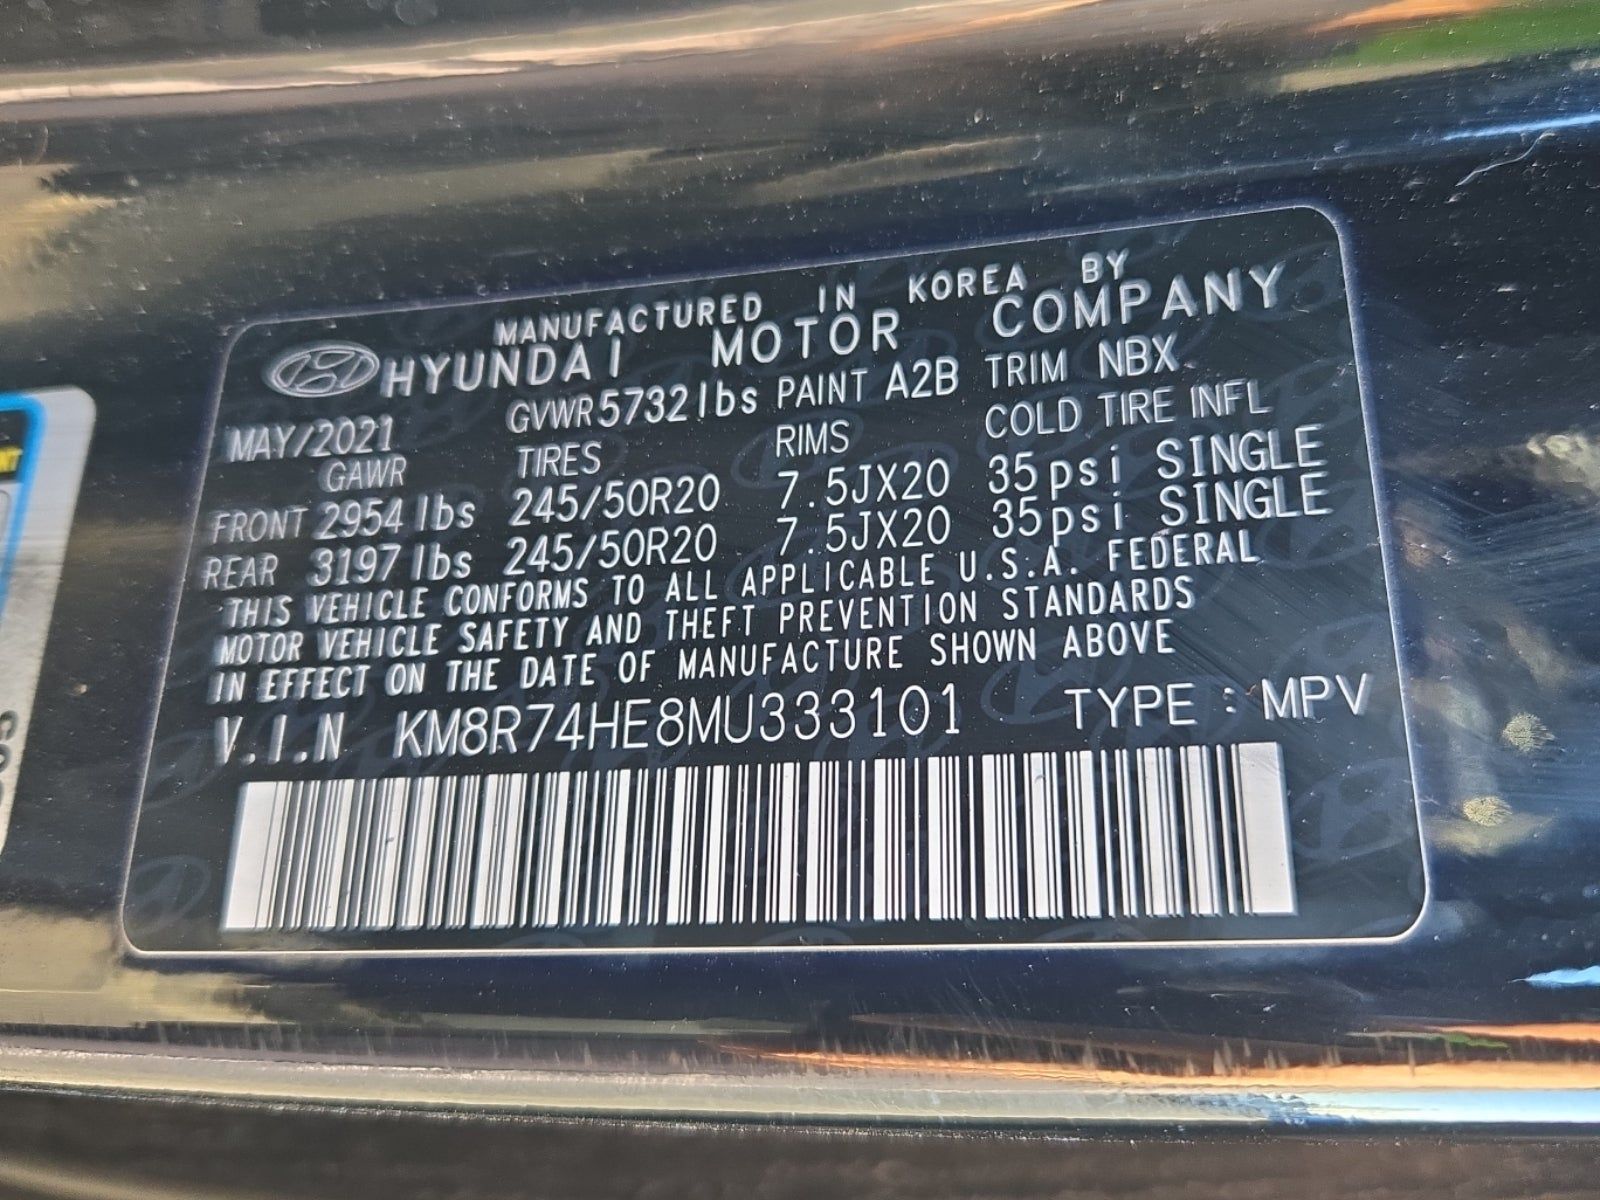 MANUFACTURED IN KOREA BY
HYUNDAI MOTOR COMPANY
MAY/2021 GVWR 5732 lbs PAINT A2B TRIM NBX
GAWR TIRES RIMS COLD TIRE INFL
FRONT 2954 lbs 245/50R20 7.5JX20 35psi SINGLE
REAR 3197 lbs 245/50R20 7.5JX20 35psi SINGLE
THIS VEHICLE CONFORMS TO ALL APPLICABLE U.S.A. FEDERAL
MOTOR VEHICLE SAFETY AND THEFT PREVENTION STANDARDS
IN EFFECT ON THE DATE OF MANUFACTURE SHOWN ABOVE
V.I.N KM8R74HE8MU333101 TYPE : MPV